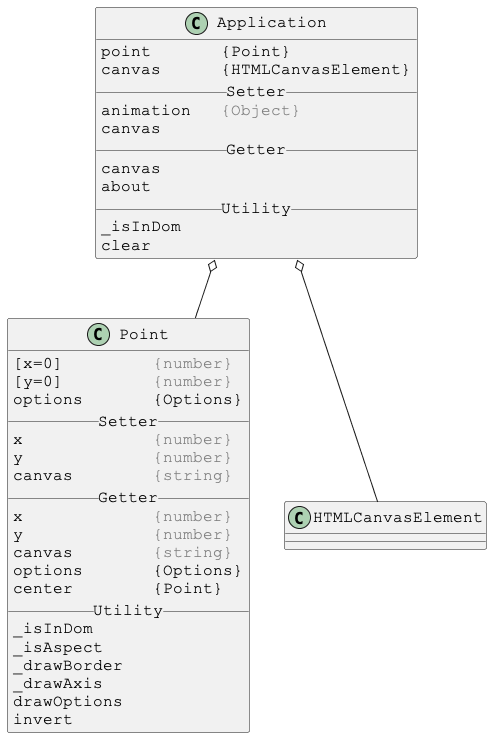 C Application
point {Point}
canvas {HTMLCanvasElement}
Setter
animation {Object}
canvas
Getter
canvas
about
Utility
_isInDom
clear
C Point
[x=0] {number}
[y=0] {number}
options {Options}
Setter
x {number}
y {number}
canvas {string}
Getter
x {number}
y {number}
canvas {string}
options {Options}
center {Point}
Utility
_isInDom
_isAspect
_drawBorder
_drawAxis
drawOptions
invert
C HTMLCanvasElement